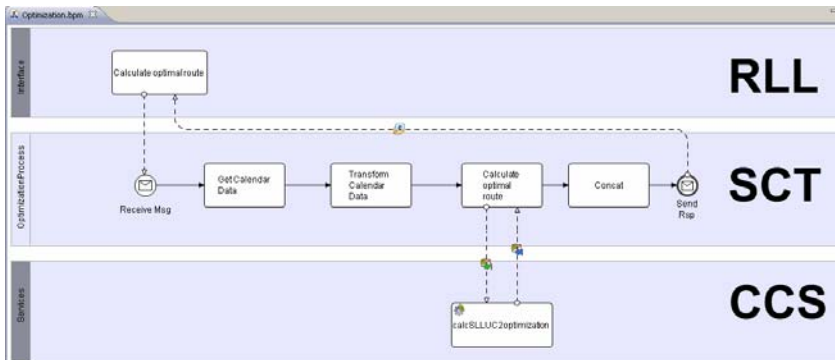 Optimization.bpm
Interface
Calculate optimal route
RLL
OptimizationProcess
Receive Msg
Get Calendar
Data
Transform
Calendar
Data
Calculate
optimal
route
Concat
Send
Rsp
SCT
Services
calcSLLUC2optimization
CCS